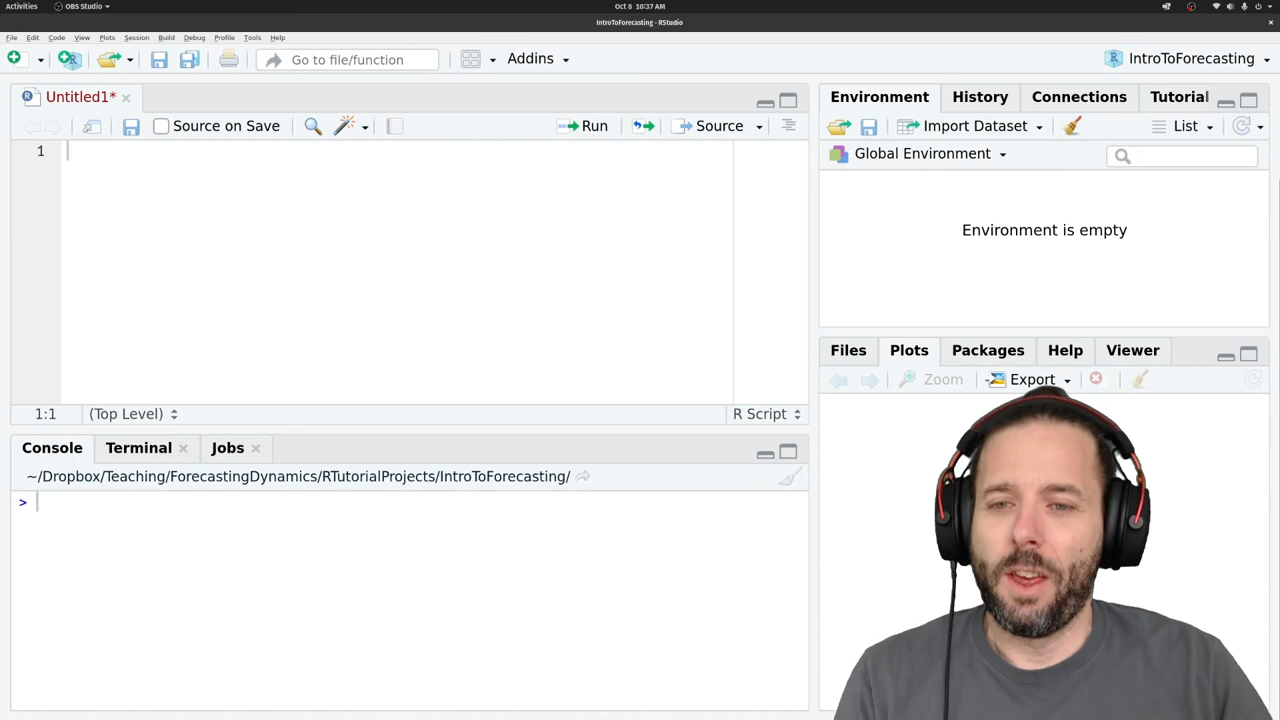 Activities OBS Studio Oct 8 10:37 AM
IntroToForecasting - RStudio
File Edit Code View Plots Session Build Debug Profile Tools Help
Go to file/function Addins IntroToForecasting
Untitled1*
Source on Save Run Source
1
1:1 (Top Level) R Script
Console Terminal Jobs
~/Dropbox/Teaching/ForecastingDynamics/RTutorialProjects/IntroToForecasting/
>
Environment History Connections Tutorial
Import Dataset List
Global Environment
Environment is empty
Files Plots Packages Help Viewer
Zoom Export